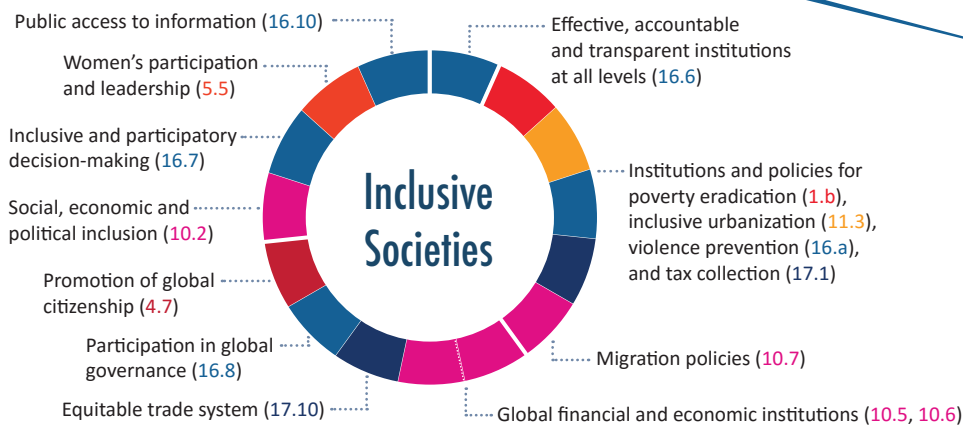 Public access to information (16.10)
Effective, accountable
and transparent institutions
at all levels (16.6)
Women's participation
and leadership (5.5)
Inclusive and participatory
decision-making (16.7)
Social, economic and
political inclusion (10.2)
Promotion of global
citizenship (4.7)
Participation in global
governance (16.8)
Equitable trade system (17.10)
Inclusive
Societies
Institutions and policies for
poverty eradication (1.b),
inclusive urbanization (11.3),
violence prevention (16.a),
and tax collection (17.1)
Migration policies (10.7)
Global financial and economic institutions (10.5, 10.6)